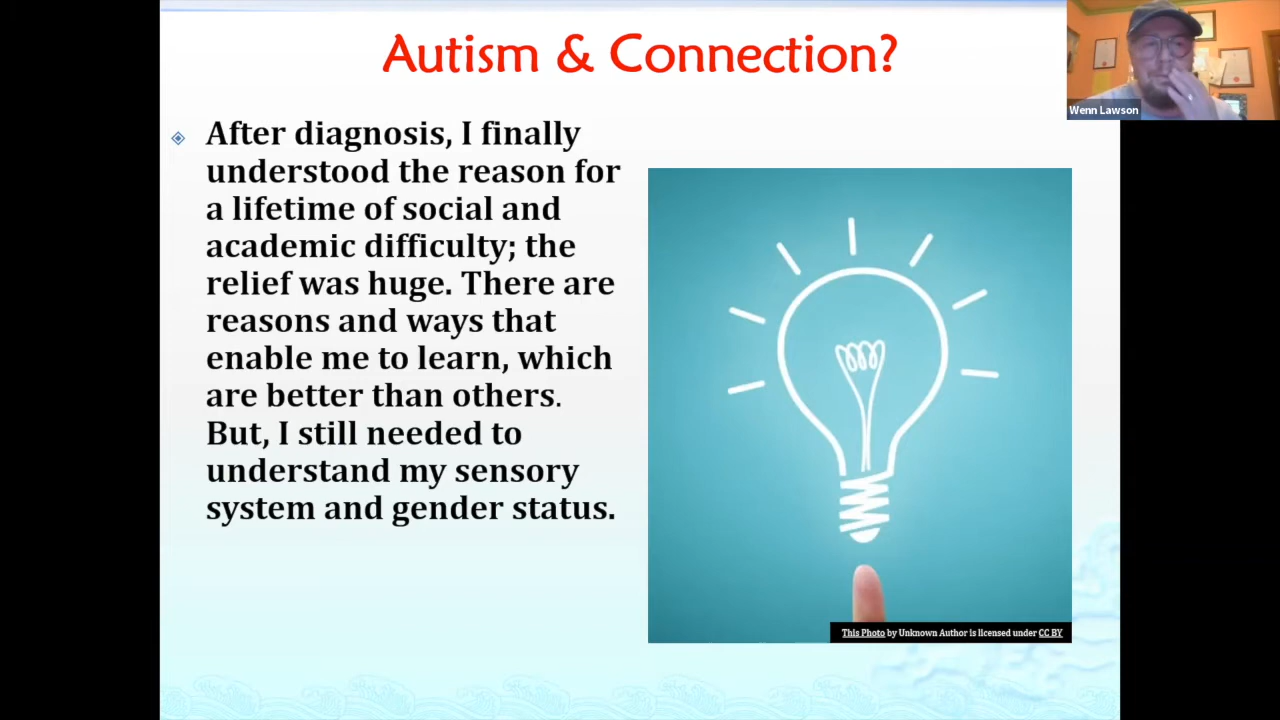 Autism & Connection?
Wenn Lawson
After diagnosis, I finally
understood the reason for
a lifetime of social and
academic difficulty; the
relief was huge. There are
reasons and ways that
enable me to learn, which
are better than others.
But, I still needed to
understand my sensory
system and gender status.
This Photo by Unknown Author is licensed under CC BY